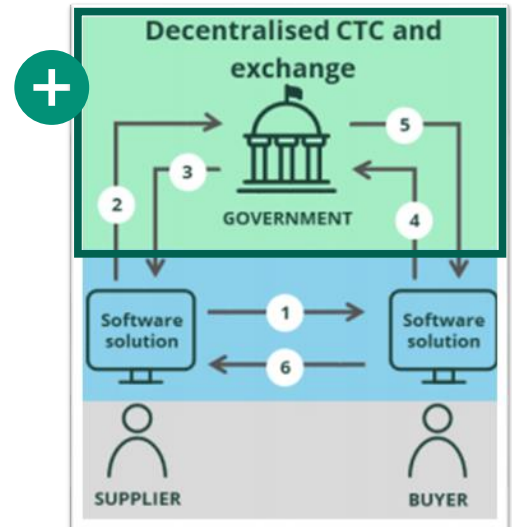 Decentralised CTC and
exchange
5
3
2
GOVERNMENT
4
Software
solution
1
Software
solution
6
SUPPLIER
BUYER